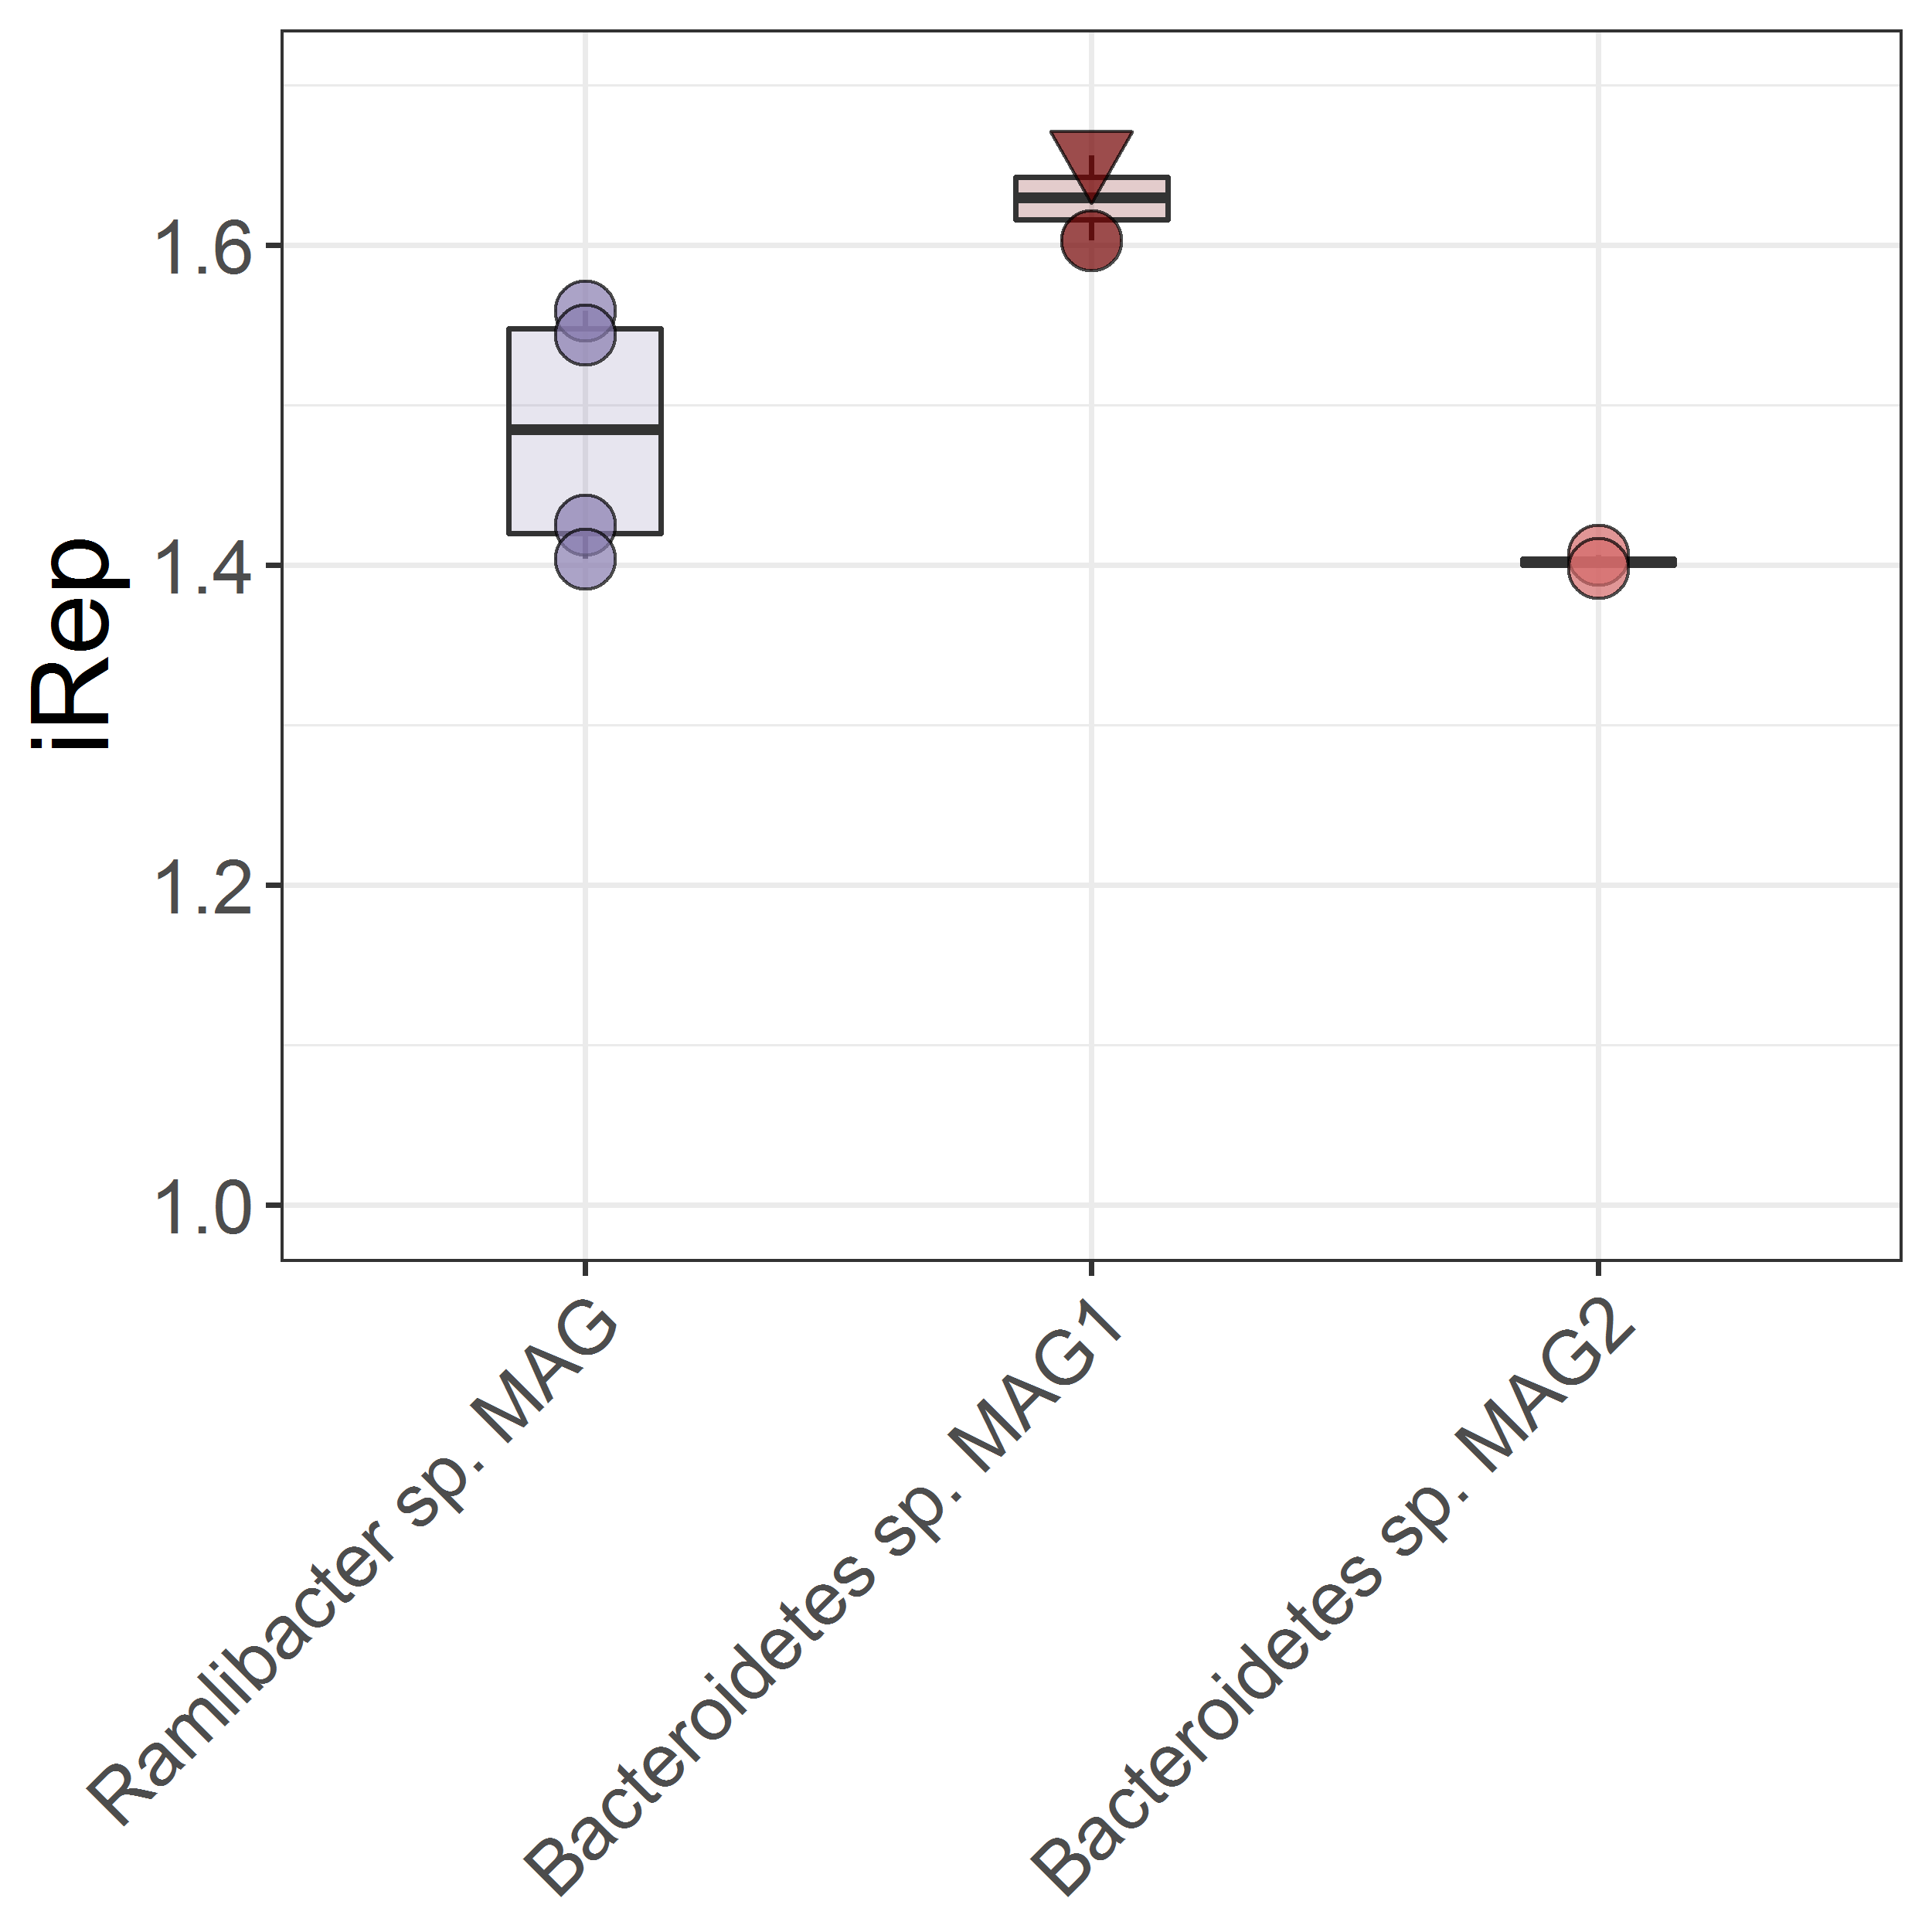 iRep
1.6
1.4
1.2
1.0
Ramlibacter sp. MAG
Bacteroidetes sp. MAG1
Bacteroidetes sp. MAG2